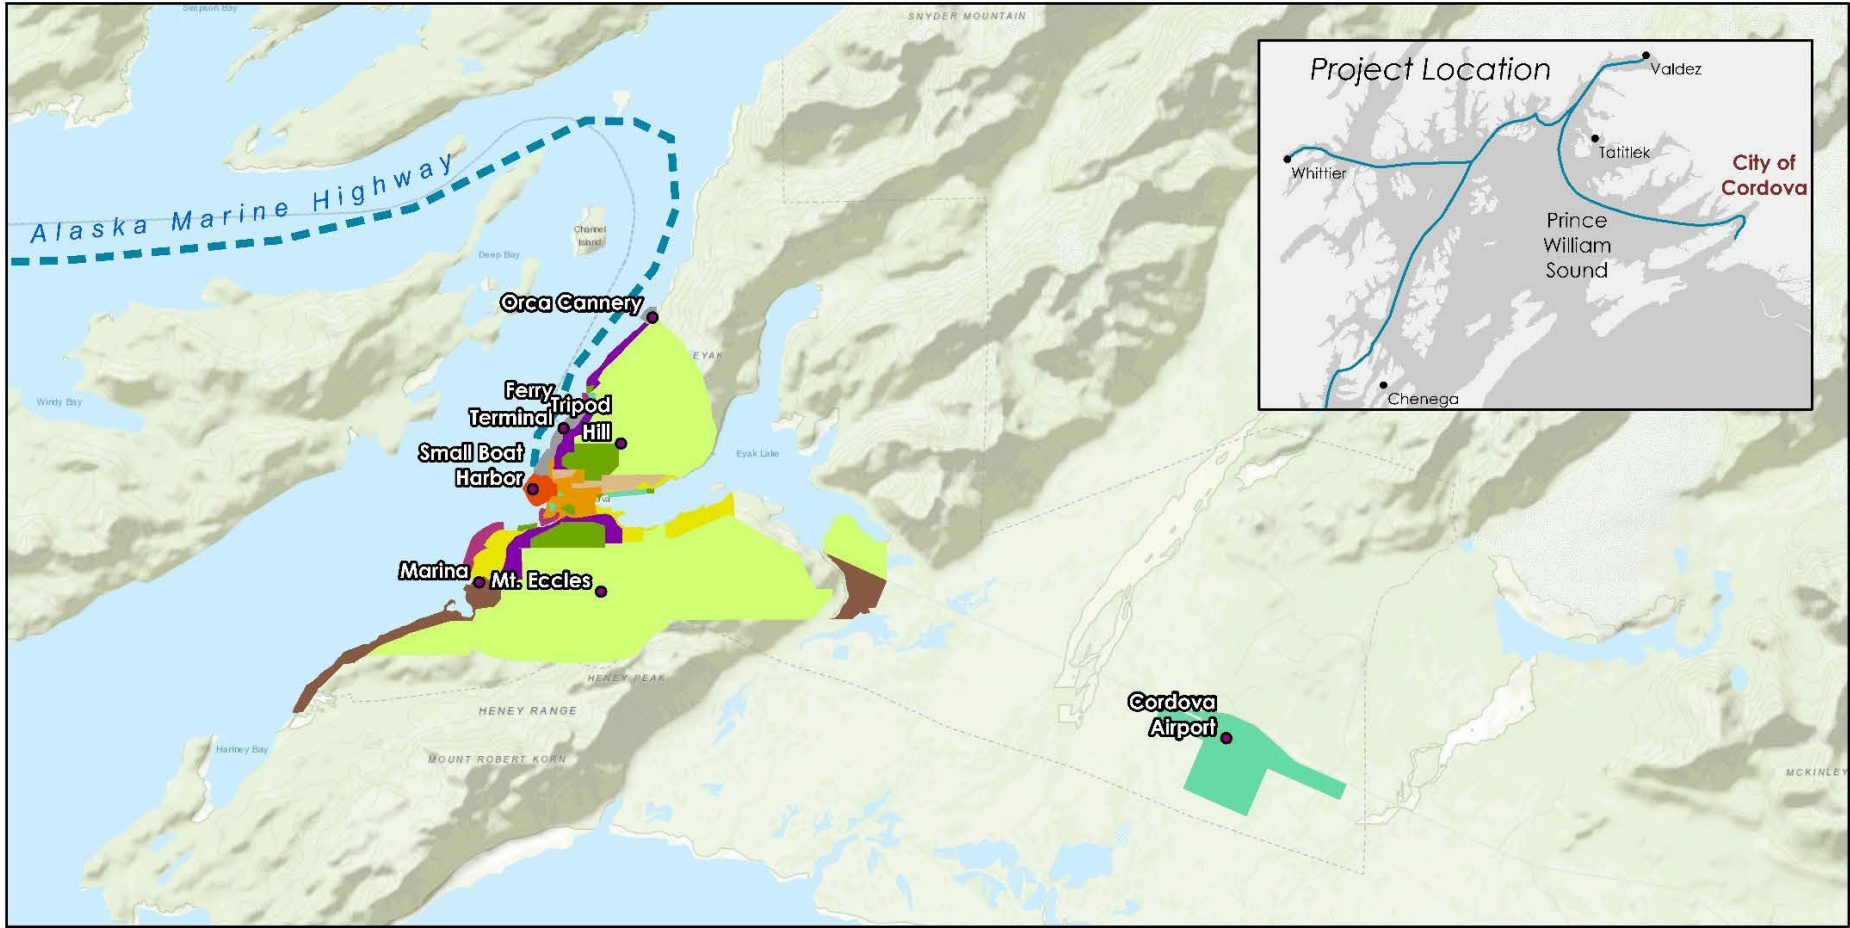 Simpson Bay
SNYDER MOUNTAIN
Project Location
Valdez
Tatitlek
Whittier
City of
Cordova
Prince
William
Sound
Chenega
Alaska Marine Highway
Channel
Island
Deep Bay
Orca Cannery
EYAK
Windy Bay
Ferry
Terminal
Tripod
Hill
Small Boat
Harbor
Eyak Lake
Marina
Mt. Eccles
HENEY PEAK
HENEY RANGE
Cordova
Airport
Hartney Bay
MOUNT ROBERT KORN
MCKINLEY